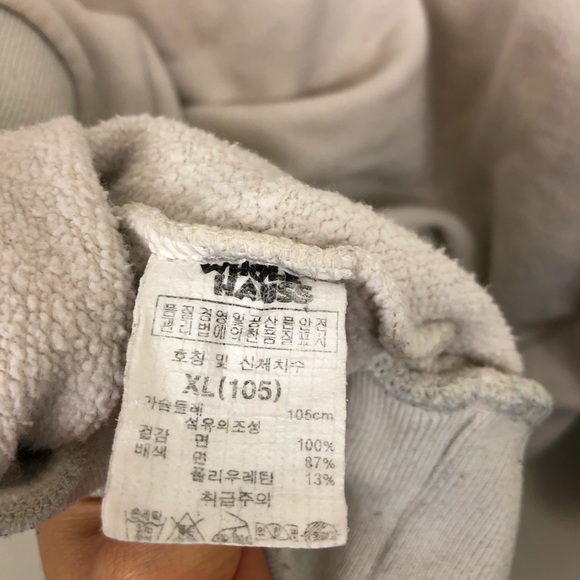 WHOLE
HAUSS
품질경영및공산품안전
관리법에의한품질표시
호칭 및 신체치수
XL(105)
가슴둘레 105cm
섬유의조성
겉감 면 100%
배색 면 87%
폴리우레탄 13%
취급주의